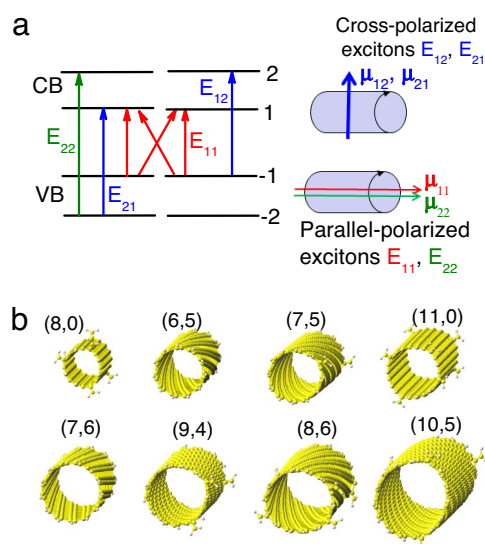 a
CB
VB
E22
E21
E11
E12
2
1
-1
-2
Cross-polarized
excitons E12, E21
μ12, μ21
μ11
μ22
Parallel-polarized
excitons E11, E22
b
(8,0)
(6,5)
(7,5)
(11,0)
(7,6)
(9,4)
(8,6)
(10,5)